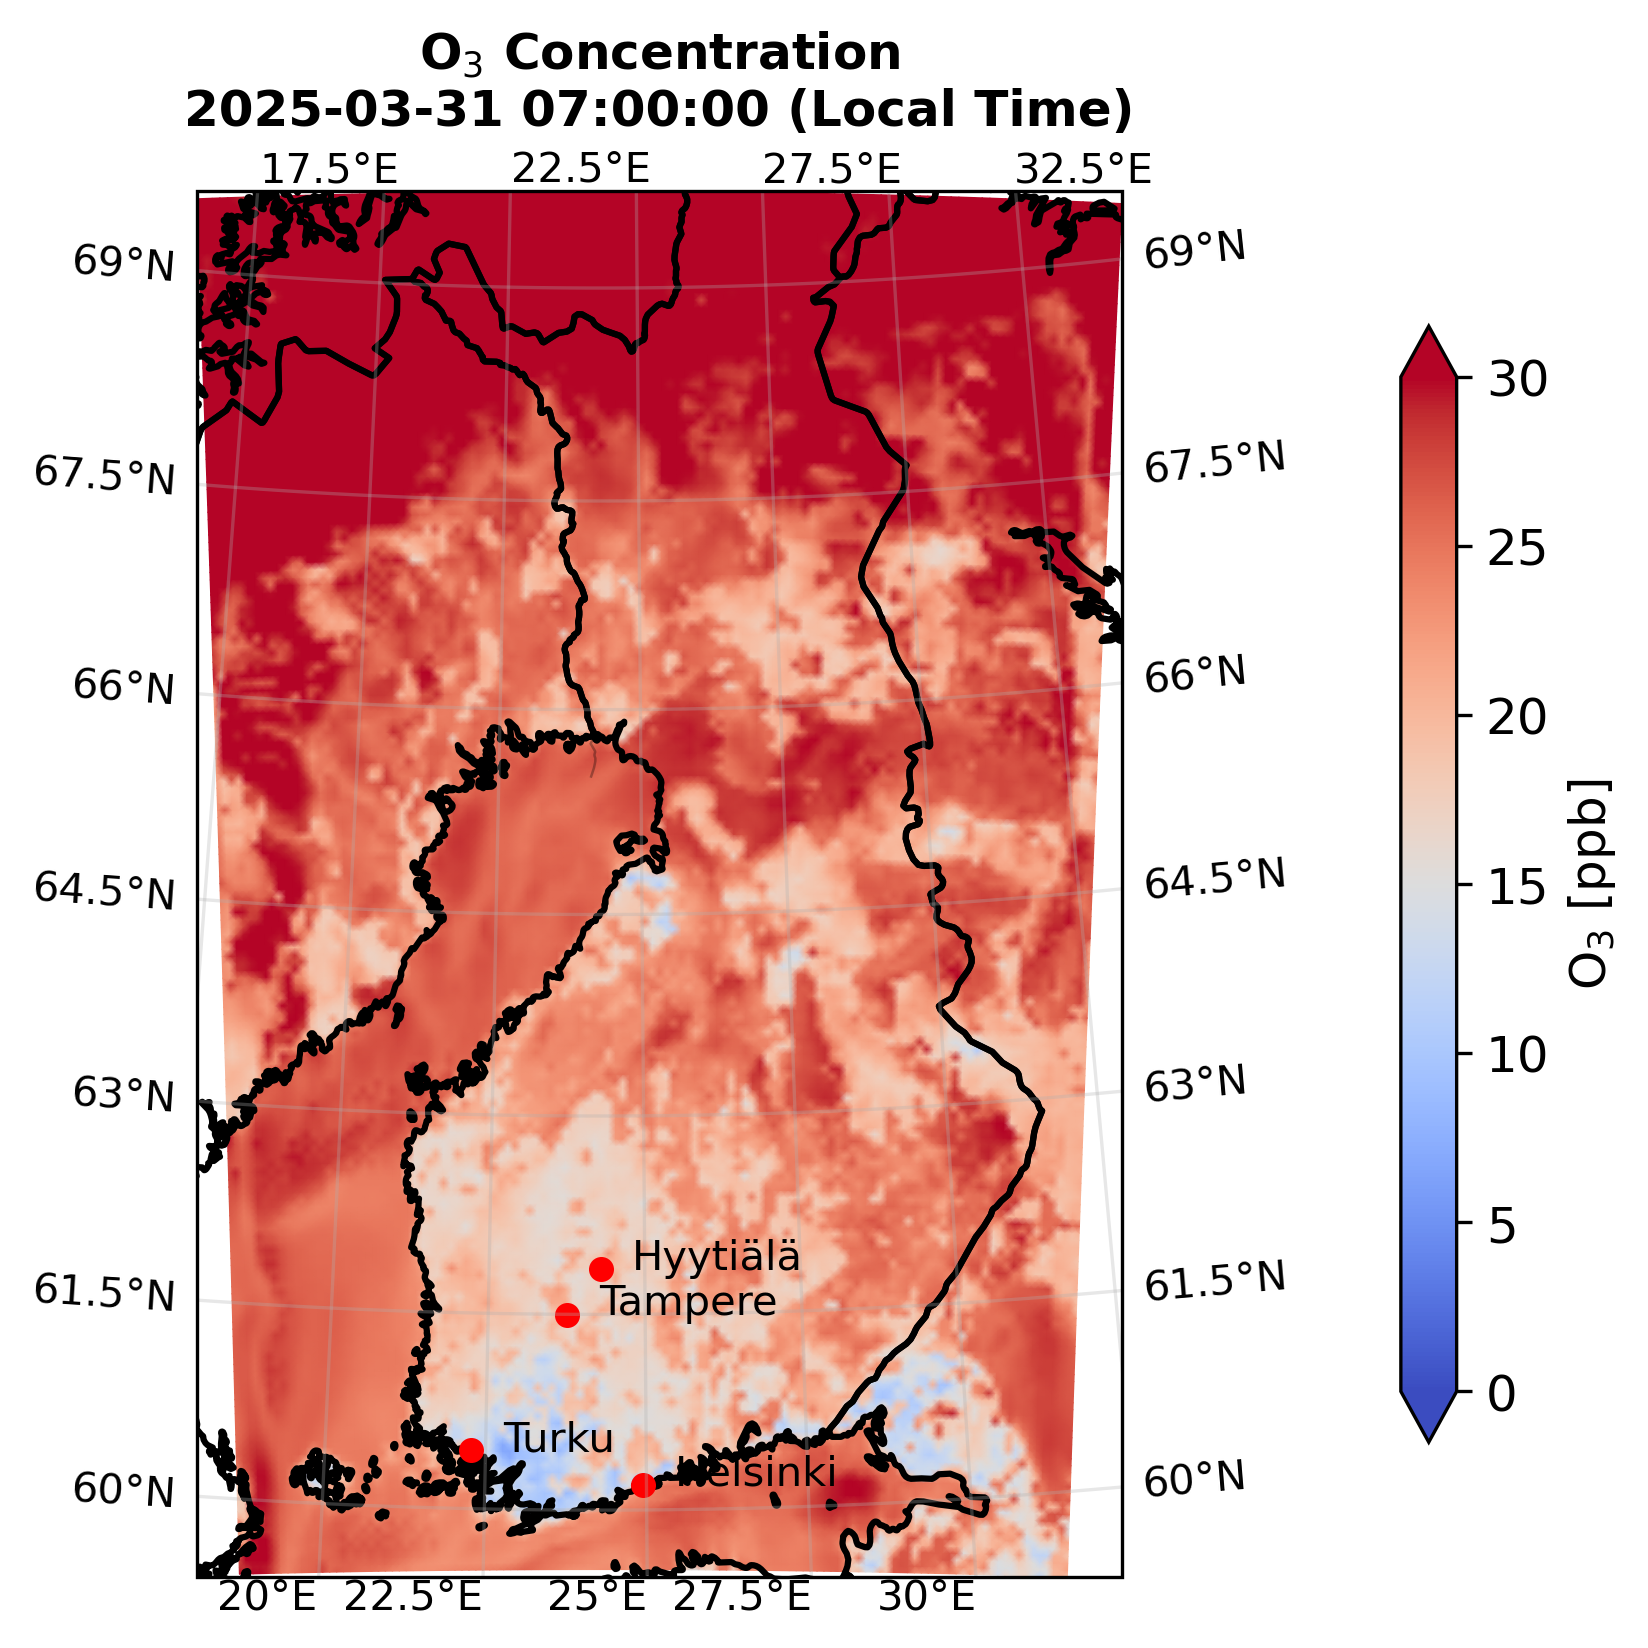 O₃ Concentration
2025-03-31 07:00:00 (Local Time)
17.5°E 22.5°E 27.5°E 32.5°E
69°N
67.5°N
66°N
64.5°N
63°N
61.5°N
60°N
69°N
67.5°N
66°N
64.5°N
63°N
61.5°N
60°N
Hyytiälä
Tampere
Turku
Helsinki
20°E 22.5°E 25°E 27.5°E 30°E
30
25
20
15
10
5
0
O₃ [ppb]